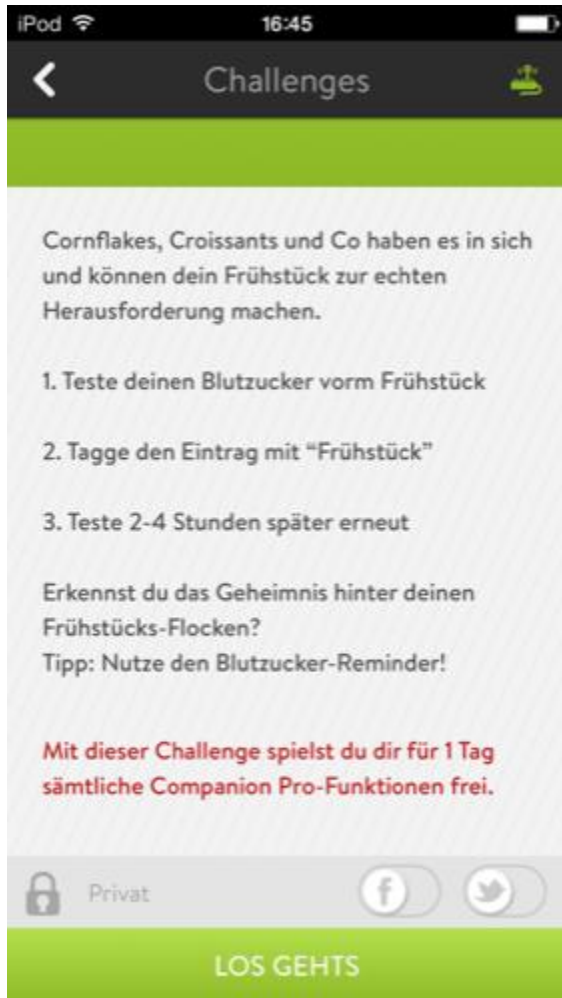 iPod 16:45
Challenges
Cornflakes, Croissants und Co haben es in sich
und können dein Frühstück zur echten
Herausforderung machen.
1. Teste deinen Blutzucker vorm Frühstück
2. Tagge den Eintrag mit “Frühstück”
3. Teste 2-4 Stunden später erneut
Erkennst du das Geheimnis hinter deinen
Frühstücks-Flocken?
Tipp: Nutze den Blutzucker-Reminder!
Mit dieser Challenge spielst du dir für 1 Tag
sämtliche Companion Pro-Funktionen frei.
Privat f
LOS GEHTS